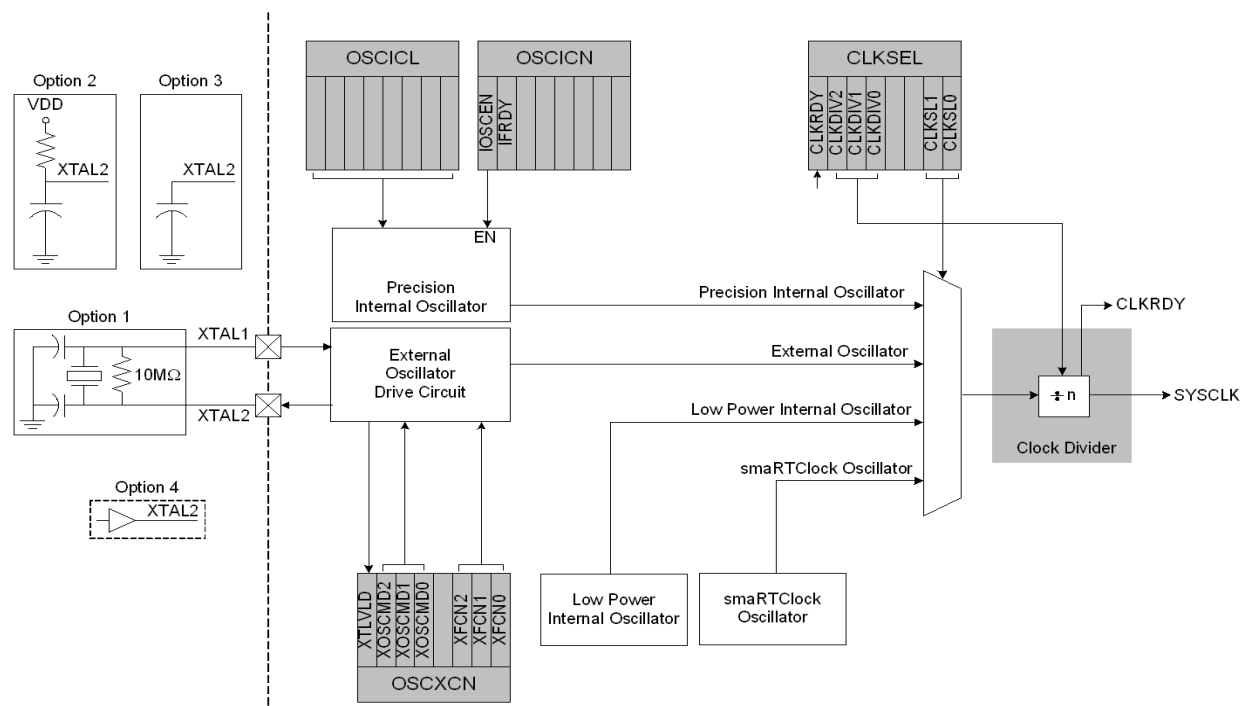 OSCICL
OSCICN
IOSCEN
IFRDY
CLKSEL
CLKRDY
CLKDIV2
CLKDIV1
CLKDIV0
CLKSL1
CLKSL0
Option 2
VDD
XTAL2
Option 3
XTAL2
EN
Precision
Internal Oscillator
Precision Internal Oscillator
CLKRDY
Option 1
XTAL1
10MΩ
XTAL2
External
Oscillator
Drive Circuit
External Oscillator
Low Power Internal Oscillator
smaRTClock Oscillator
÷ n
SYSCLK
Clock Divider
Option 4
XTAL2
XTLVLD
XOSCMD2
XOSCMD1
XOSCMD0
XFCN2
XFCN1
XFCN0
OSCXCN
Low Power
Internal Oscillator
smaRTClock
Oscillator